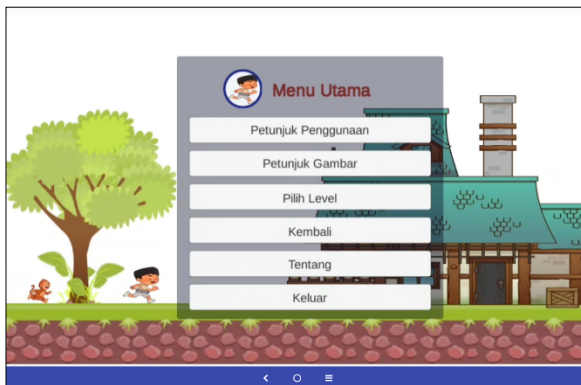 Menu Utama
Petunjuk Penggunaan
Petunjuk Gambar
Pilih Level
Kembali
Tentang
Keluar